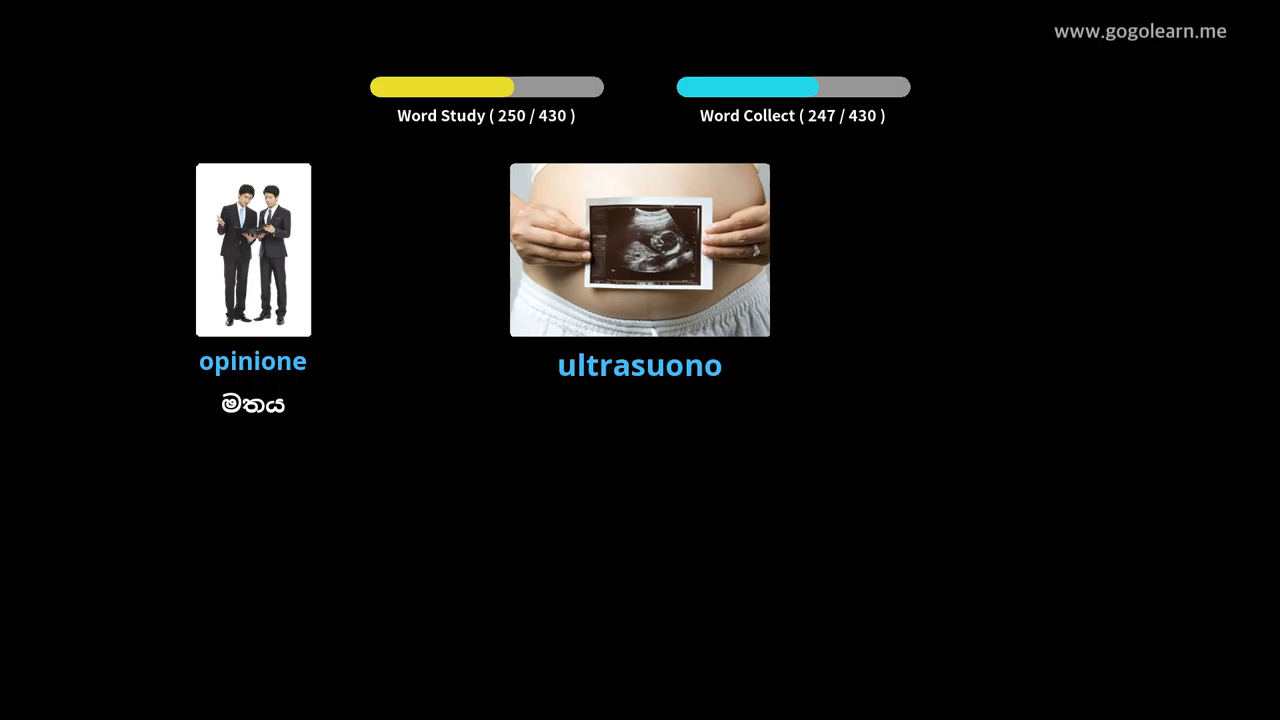 www.gogolearn.me
Word Study ( 250 / 430 )
Word Collect ( 247 / 430 )
opinione
ultrasuono
මතය